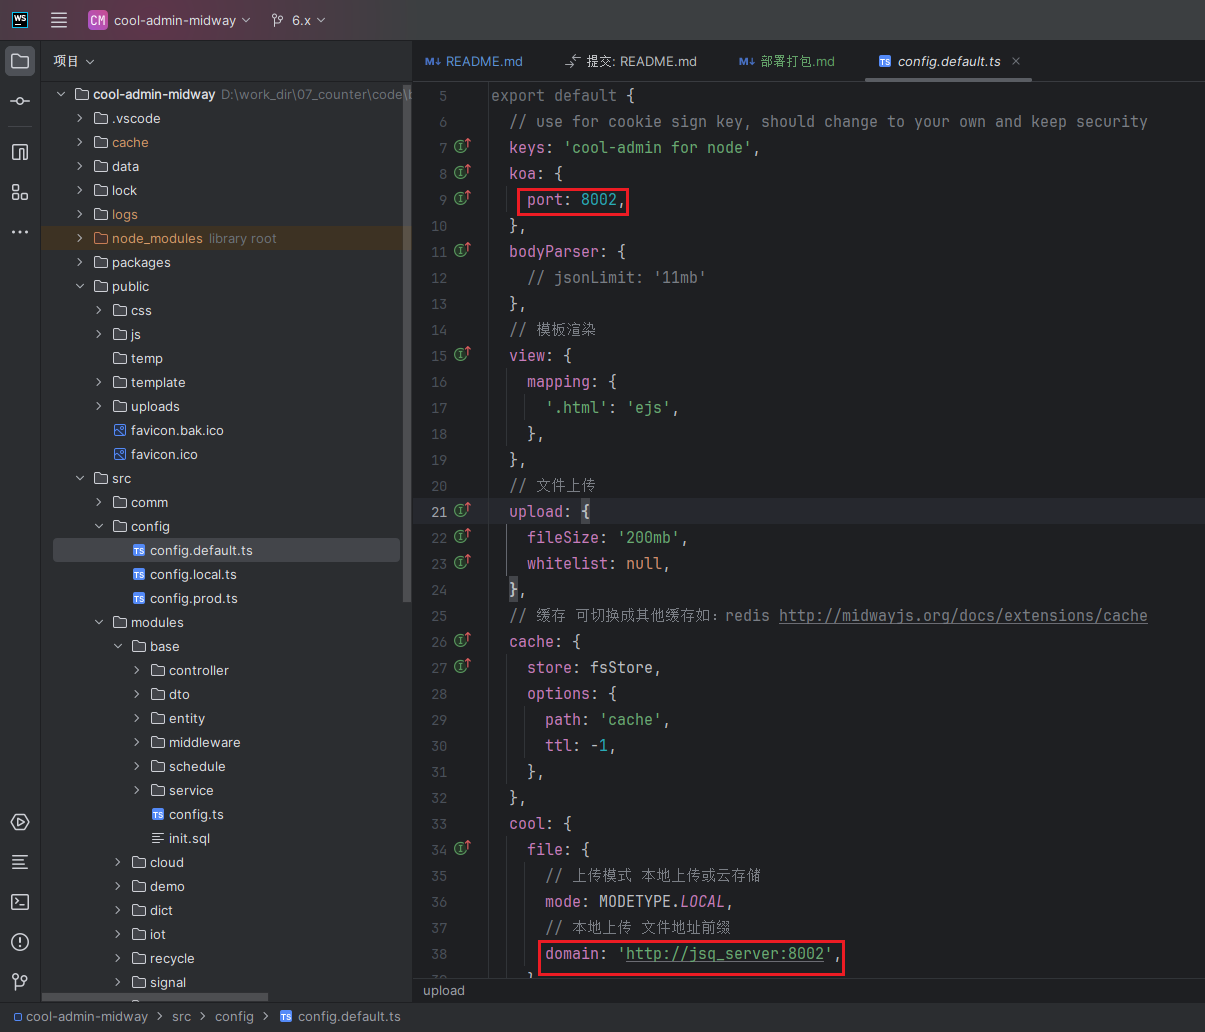 WS
CM cool-admin-midway 6.x
项目
cool-admin-midway D:\work_dir\07_counter\code\b
.vscode
cache
data
lock
logs
node_modules library root
packages
public
css
js
temp
template
uploads
favicon.bak.ico
favicon.ico
src
comm
config
TS config.default.ts
TS config.local.ts
TS config.prod.ts
modules
base
controller
dto
entity
middleware
schedule
service
TS config.ts
init.sql
cloud
demo
dict
iot
recycle
signal
M↓ README.md 提交: README.md M↓ 部署打包.md TS config.default.ts
5 export default {
6 // use for cookie sign key, should change to your own and keep security
7 keys: 'cool-admin for node',
8 koa: {
9 port: 8002,
10 },
11 bodyParser: {
12 // jsonLimit: '11mb'
13 },
14 // 模板渲染
15 view: {
16 mapping: {
17 '.html': 'ejs',
18 },
19 },
20 // 文件上传
21 upload: {
22 fileSize: '200mb',
23 whitelist: null,
24 },
25 // 缓存 可切换成其他缓存如：redis http://midwayjs.org/docs/extensions/cache
26 cache: {
27 store: fsStore,
28 options: {
29 path: 'cache',
30 ttl: -1,
31 },
32 },
33 cool: {
34 file: {
35 // 上传模式 本地上传或云存储
36 mode: MODETYPE.LOCAL,
37 // 本地上传 文件地址前缀
38 domain: 'http://jsq_server:8002',
upload
cool-admin-midway > src > config > TS config.default.ts